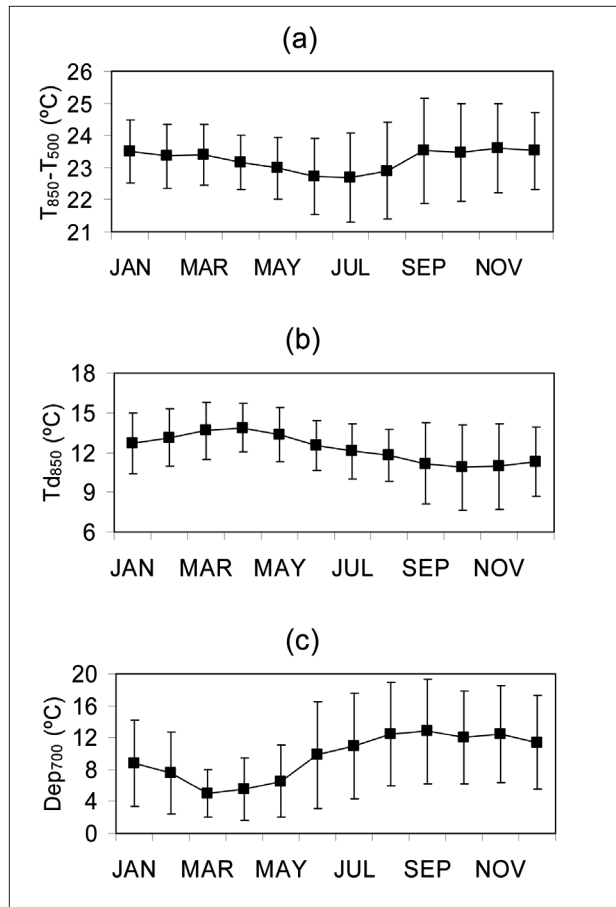 (a)
T850-T500 (ºC)
26
25
24
23
22
21
JAN MAR MAY JUL SEP NOV
(b)
Td850 (ºC)
18
15
12
9
6
JAN MAR MAY JUL SEP NOV
(c)
Dep700 (ºC)
20
16
12
8
4
0
JAN MAR MAY JUL SEP NOV